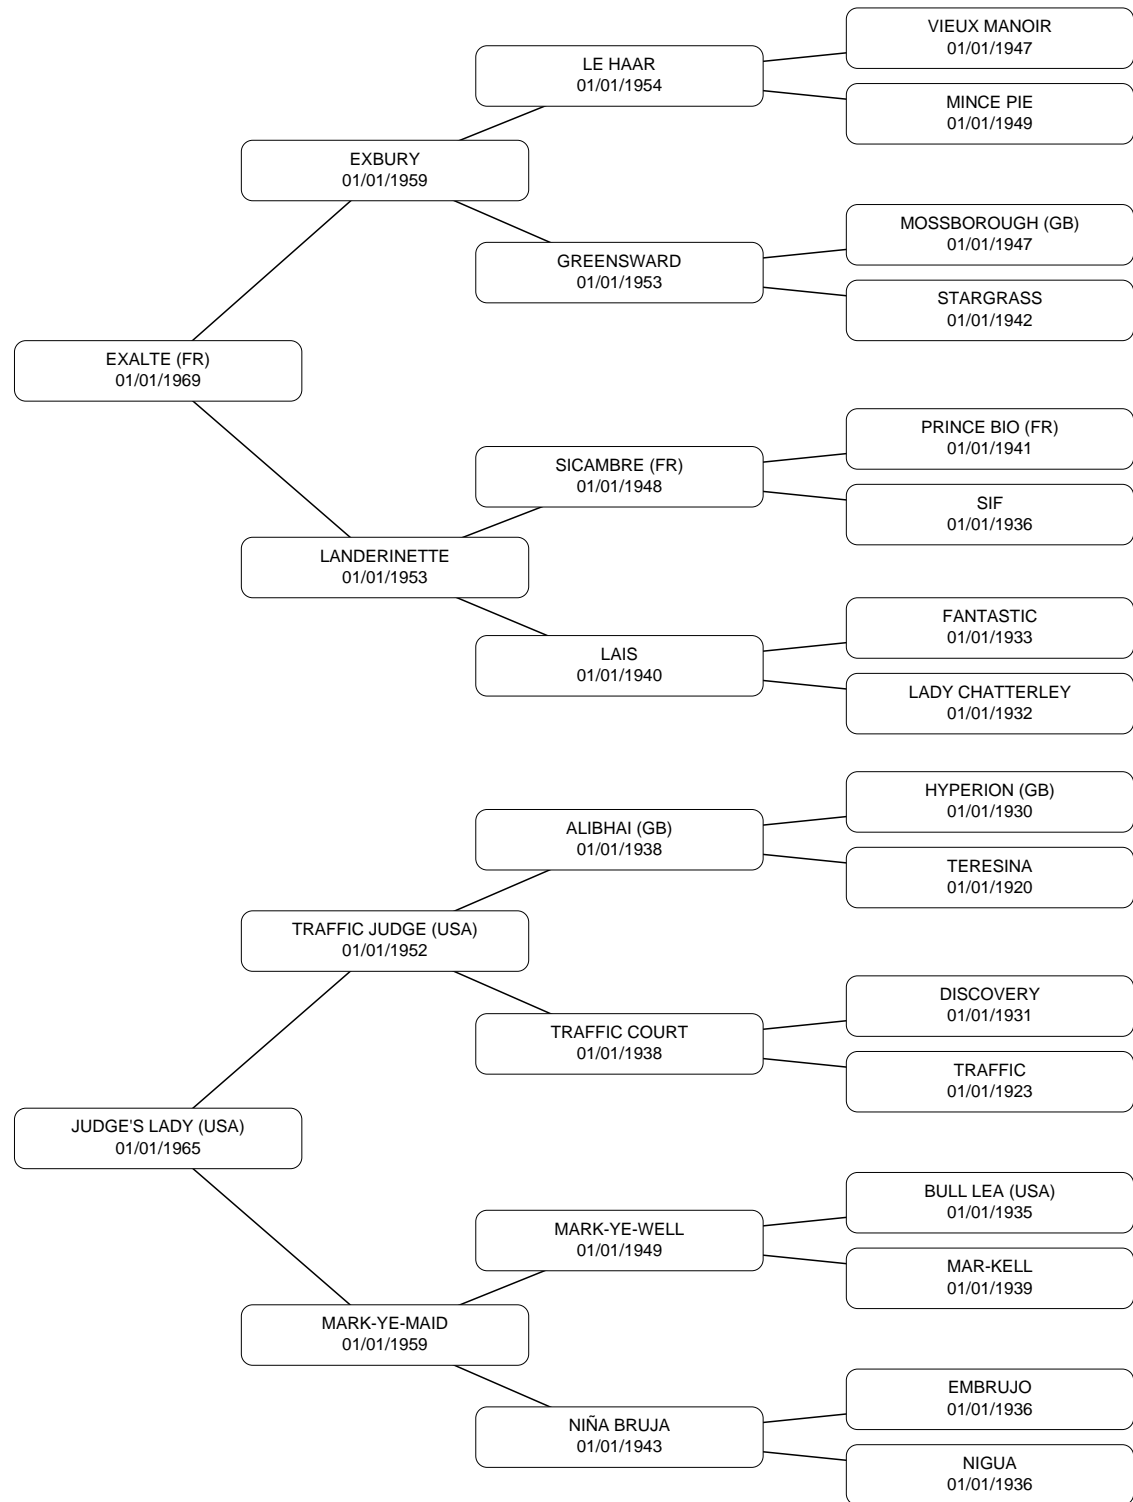 VIEUX MANOIR
01/01/1947
LE HAAR
01/01/1954
MINCE PIE
01/01/1949
EXBURY
01/01/1959
MOSSBOROUGH (GB)
01/01/1947
GREENSWARD
01/01/1953
STARGRASS
01/01/1942
EXALTE (FR)
01/01/1969
PRINCE BIO (FR)
01/01/1941
SICAMBRE (FR)
01/01/1948
SIF
01/01/1936
LANDERINETTE
01/01/1953
FANTASTIC
01/01/1933
LAIS
01/01/1940
LADY CHATTERLEY
01/01/1932
HYPERION (GB)
01/01/1930
ALIBHAI (GB)
01/01/1938
TERESINA
01/01/1920
TRAFFIC JUDGE (USA)
01/01/1952
DISCOVERY
01/01/1931
TRAFFIC COURT
01/01/1938
TRAFFIC
01/01/1923
JUDGE'S LADY (USA)
01/01/1965
BULL LEA (USA)
01/01/1935
MARK-YE-WELL
01/01/1949
MAR-KELL
01/01/1939
MARK-YE-MAID
01/01/1959
EMBRUJO
01/01/1936
NIÑA BRUJA
01/01/1943
NIGUA
01/01/1936